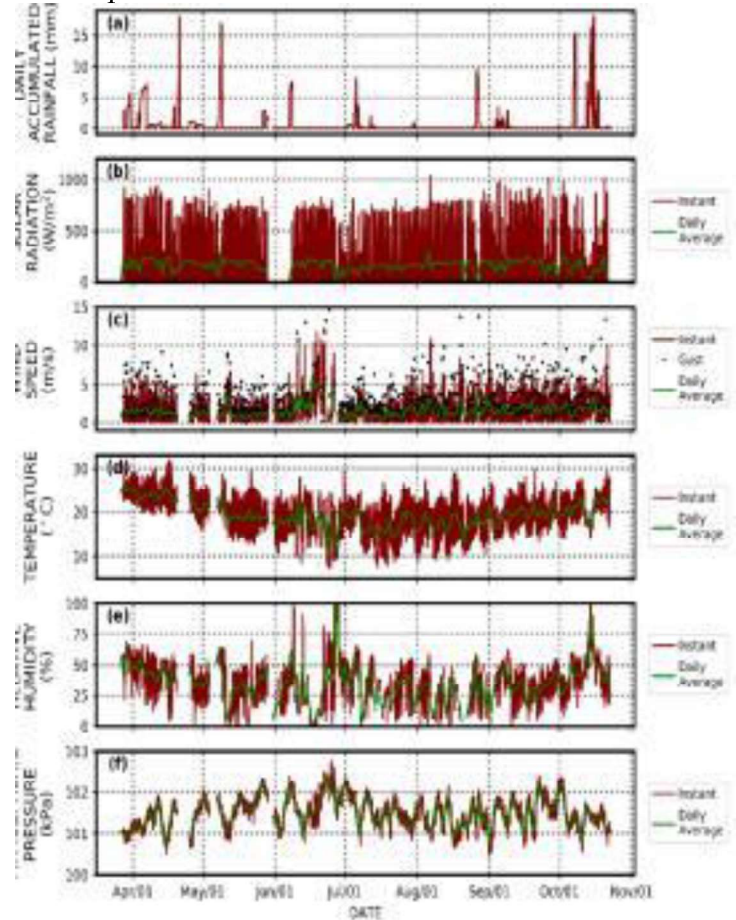 (a)
ACCUMULATED
RAINFALL (mm)
15
10
5
0
(b)
RADIATION
(W/m²)
1000
500
0
Instant
Daily
Average
(c)
SPEED
(m/s)
15
10
5
0
Instant
Gust
Daily
Average
(d)
TEMPERATURE
(°C)
30
20
10
Instant
Daily
Average
(e)
HUMIDITY
(%)
100
75
50
25
0
Instant
Daily
Average
(f)
PRESSURE
(kPa)
103
102
101
100
Instant
Daily
Average
Apr/01 May/01 Jun/01 Jul/01 Aug/01 Sep/01 Oct/01 Nov/01
DATE